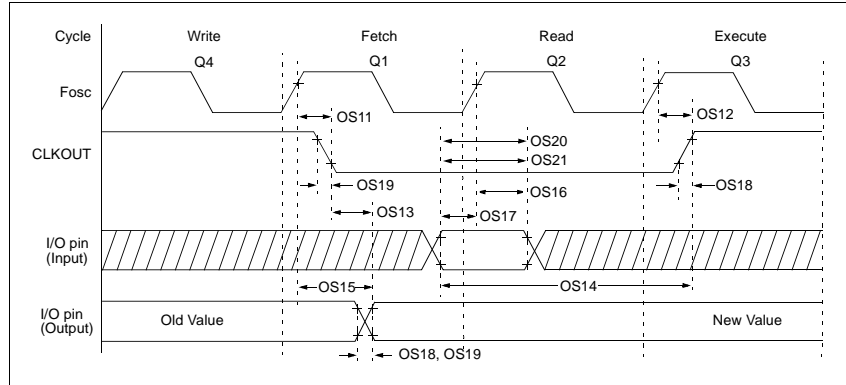 Cycle Write Fetch Read Execute
Q4 Q1 Q2 Q3
Fosc
OS11 OS12
OS20
CLKOUT OS21
OS19 OS16 OS18
OS13 OS17
I/O pin
(Input)
OS15 OS14
I/O pin
(Output) Old Value New Value
OS18, OS19